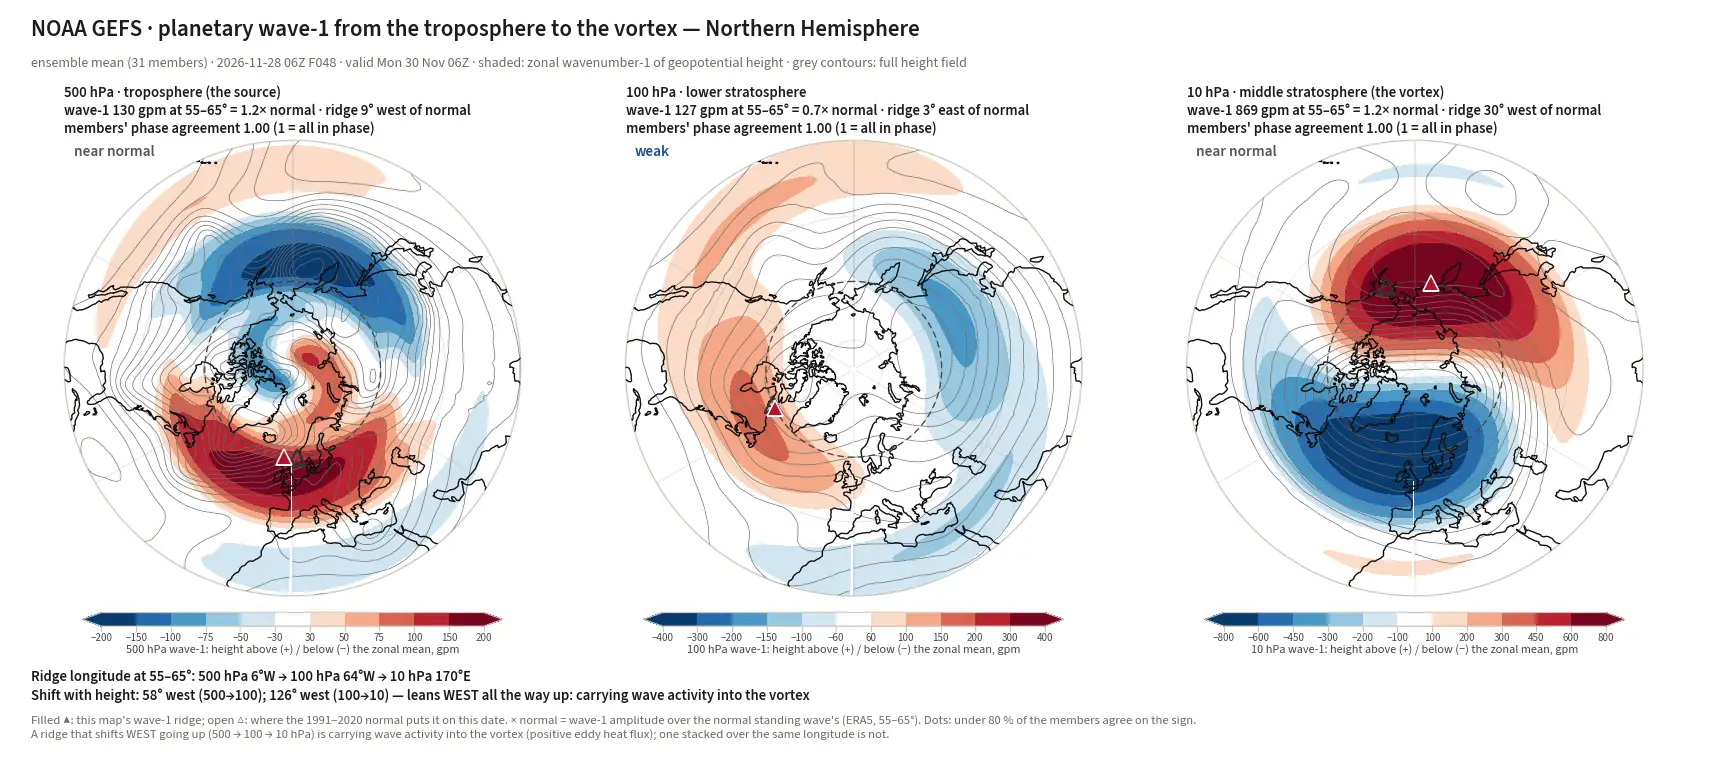 NOAA GEFS · planetary wave-1 from the troposphere to the vortex — Northern Hemisphere
ensemble mean (31 members) · 2026-11-28 06Z F048 · valid Mon 30 Nov 06Z · shaded: zonal wavenumber-1 of geopotential height · grey contours: full height field
500 hPa · troposphere (the source)
wave-1 130 gpm at 55–65° = 1.2× normal · ridge 9° west of normal
members' phase agreement 1.00 (1 = all in phase)
near normal
100 hPa · lower stratosphere
wave-1 127 gpm at 55–65° = 0.7× normal · ridge 3° east of normal
members' phase agreement 1.00 (1 = all in phase)
weak
10 hPa · middle stratosphere (the vortex)
wave-1 869 gpm at 55–65° = 1.2× normal · ridge 30° west of normal
members' phase agreement 1.00 (1 = all in phase)
near normal
−200 −150 −100 −75 −50 −30 30 50 75 100 150 200
500 hPa wave-1: height above (+) / below (−) the zonal mean, gpm
−400 −300 −200 −150 −100 −60 60 100 150 200 300 400
100 hPa wave-1: height above (+) / below (−) the zonal mean, gpm
−800 −600 −450 −300 −200 −100 100 200 300 450 600 800
10 hPa wave-1: height above (+) / below (−) the zonal mean, gpm
Ridge longitude at 55–65°: 500 hPa 6°W → 100 hPa 64°W → 10 hPa 170°E
Shift with height: 58° west (500→100); 126° west (100→10) — leans WEST all the way up: carrying wave activity into the vortex
Filled ▲: this map's wave-1 ridge; open △: where the 1991–2020 normal puts it on this date. × normal = wave-1 amplitude over the normal standing wave's (ERA5, 55–65°). Dots: under 80 % of the members agree on the sign.
A ridge that shifts WEST going up (500 → 100 → 10 hPa) is carrying wave activity into the vortex (positive eddy heat flux); one stacked over the same longitude is not.